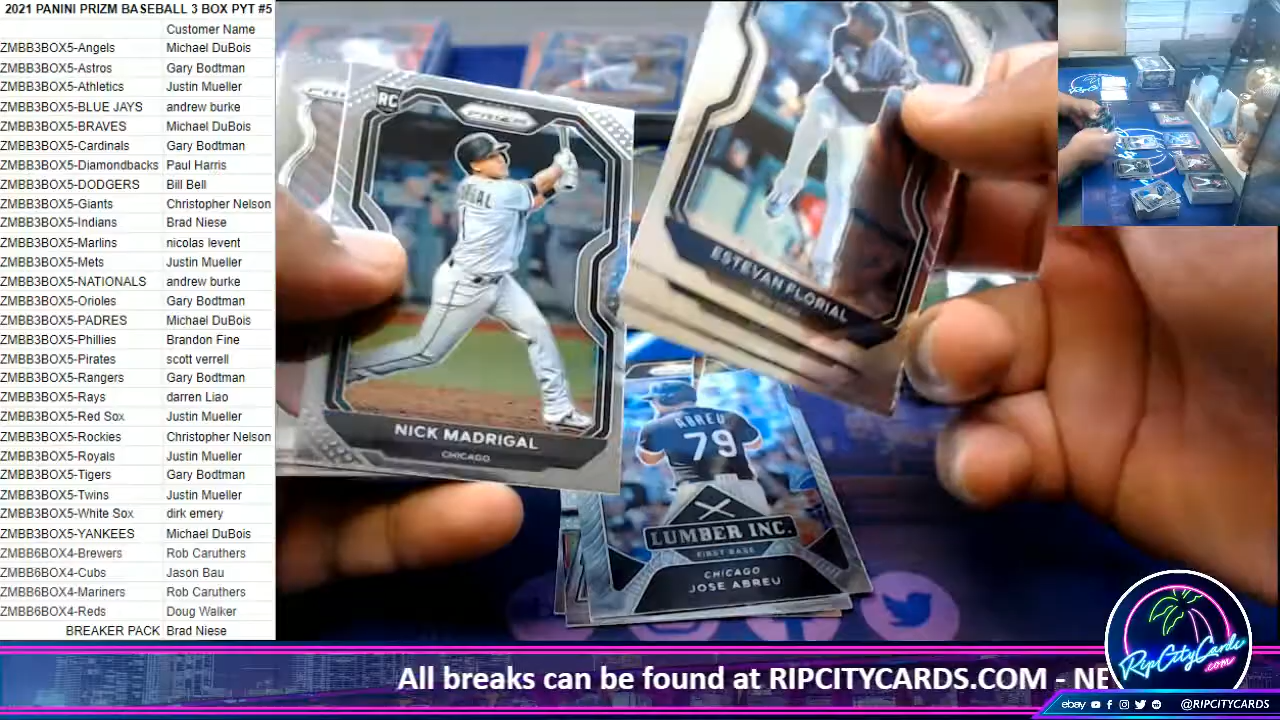 2021 PANINI PRIZM BASEBALL 3 BOX PYT #5
Customer Name
ZMBB3BOX5-Angels Michael DuBois
ZMBB3BOX5-Astros Gary Bodtman
ZMBB3BOX5-Athletics Justin Mueller
ZMBB3BOX5-BLUE JAYS andrew burke
ZMBB3BOX5-BRAVES Michael DuBois
ZMBB3BOX5-Cardinals Gary Bodtman
ZMBB3BOX5-Diamondbacks Paul Harris
ZMBB3BOX5-DODGERS Bill Bell
ZMBB3BOX5-Giants Christopher Nelson
ZMBB3BOX5-Indians Brad Niese
ZMBB3BOX5-Marlins nicolas levent
ZMBB3BOX5-Mets Justin Mueller
ZMBB3BOX5-NATIONALS andrew burke
ZMBB3BOX5-Orioles Gary Bodtman
ZMBB3BOX5-PADRES Michael DuBois
ZMBB3BOX5-Phillies Brandon Fine
ZMBB3BOX5-Pirates scott verrell
ZMBB3BOX5-Rangers Gary Bodtman
ZMBB3BOX5-Rays darren Liao
ZMBB3BOX5-Red Sox Justin Mueller
ZMBB3BOX5-Rockies Christopher Nelson
ZMBB3BOX5-Royals Justin Mueller
ZMBB3BOX5-Tigers Gary Bodtman
ZMBB3BOX5-Twins Justin Mueller
ZMBB3BOX5-White Sox dirk emery
ZMBB3BOX5-YANKEES Michael DuBois
ZMBB6BOX4-Brewers Rob Caruthers
ZMBB6BOX4-Cubs Jason Bau
ZMBB6BOX4-Mariners Rob Caruthers
ZMBB6BOX4-Reds Doug Walker
BREAKER PACK Brad Niese
RC
NICK MADRIGAL
CHICAGO
ESTEVAN FLORIAL
ABREU
79
LUMBER INC.
FIRST BASE
CHICAGO
JOSE ABREU
All breaks can be found at RIPCITYCARDS.COM - NE
RipCityCards
.com
ebay @RIPCITYCARDS